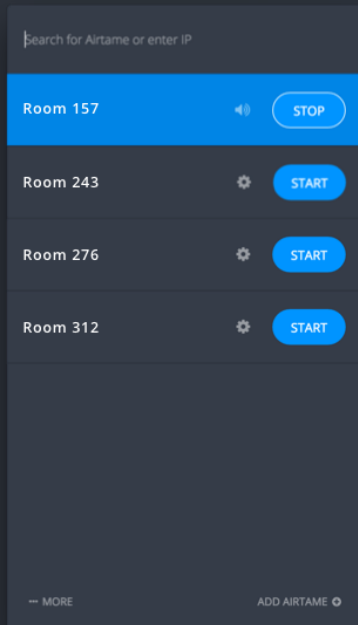 Search for Airtame or enter IP
Room 157 STOP
Room 243 START
Room 276 START
Room 312 START
MORE ADD AIRTAME